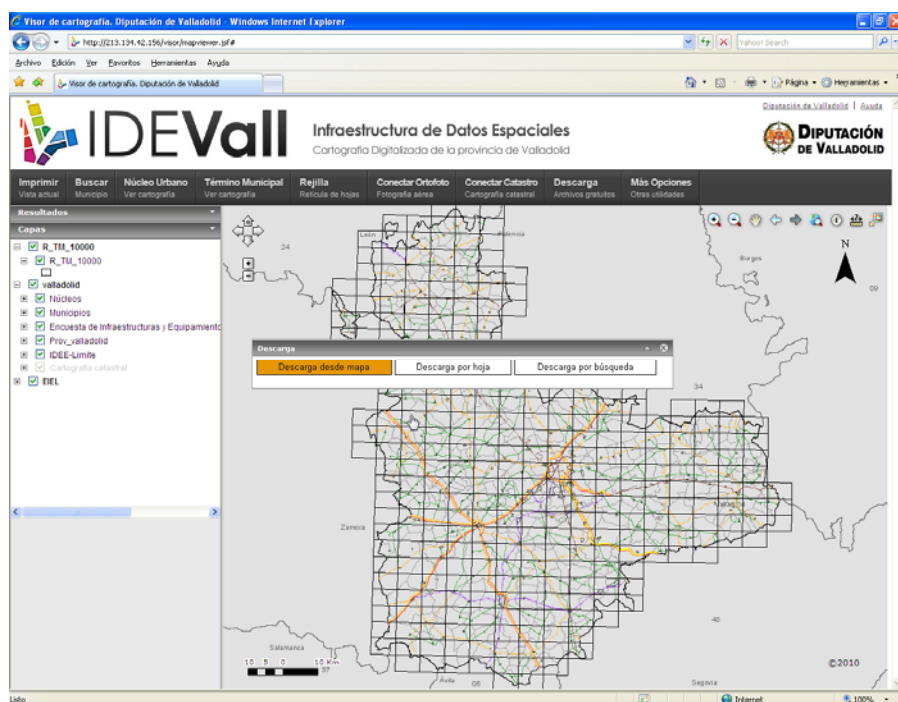 Visor de cartografía. Diputación de Valladolid - Windows Internet Explorer
http://213.134.42.156/visor/mapviewer.jsf#
Yahoo! Search
Archivo Edición Ver Favoritos Herramientas Ayuda
Visor de cartografía. Diputación de Valladolid
Página Herramientas
Diputación de Valladolid | Ayuda
IDEVall
Infraestructura de Datos Espaciales
Cartografía Digitalizada de la provincia de Valladolid
DIPUTACIÓN
DE VALLADOLID
Imprimir Buscar Núcleo Urbano Término Municipal Rejilla Conectar Ortofoto Conectar Catastro Descarga Más Opciones
Vista actual Municipio Ver cartografía Ver cartografía Retícula de hojas Fotografía aérea Cartografía catastral Archivos gratuitos Otras utilidades
Resultados
Capas
R_TM_10000
R_TM_10000
valladolid
Núcleos
Municipios
Encuesta de Infraestructuras y Equipamiento
Prov_valladolid
IDEE-Limite
Cartografía catastral
EIEL
León
Palencia
24
Burgos
N
09
Descarga
Descarga desde mapa Descarga por hoja Descarga por búsqueda
34
Zamora
40
Salamanca
10 5 0 10 Km
37
Ávila
05
Segovia
©2010
Listo
Internet
100%